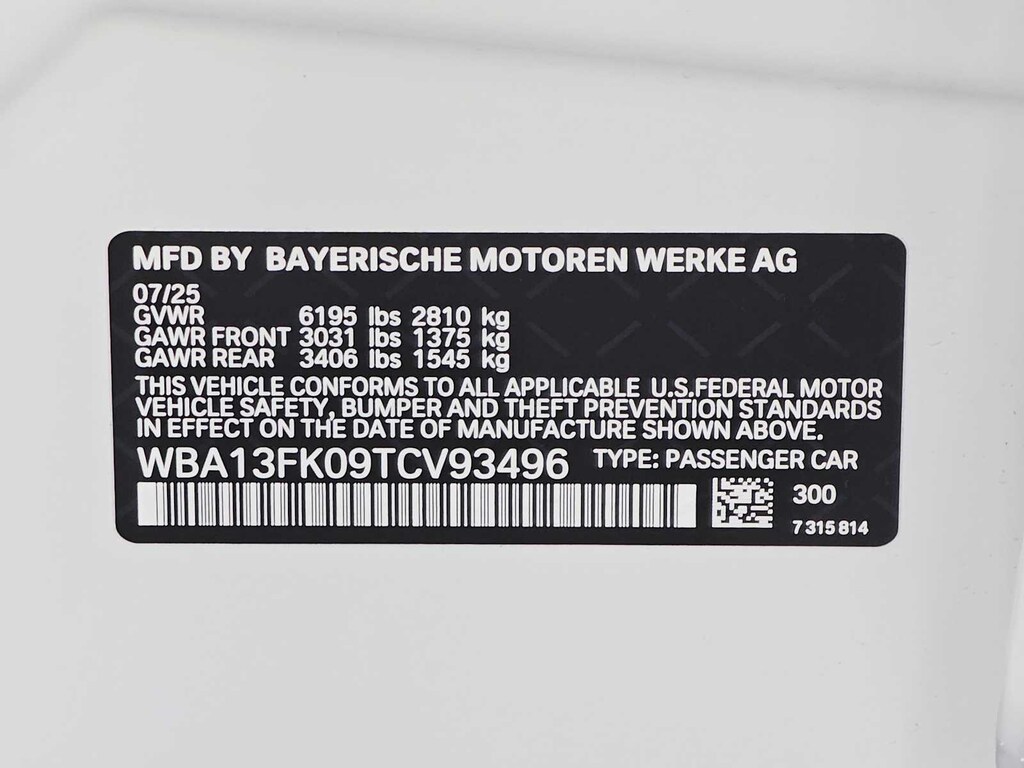 MFD BY BAYERISCHE MOTOREN WERKE AG
07/25
GVWR 6195 lbs 2810 kg
GAWR FRONT 3031 lbs 1375 kg
GAWR REAR 3406 lbs 1545 kg
THIS VEHICLE CONFORMS TO ALL APPLICABLE U.S.FEDERAL MOTOR
VEHICLE SAFETY, BUMPER AND THEFT PREVENTION STANDARDS
IN EFFECT ON THE DATE OF MANUFACTURE SHOWN ABOVE.
WBA13FK09TCV93496 TYPE: PASSENGER CAR
300
7 315 814